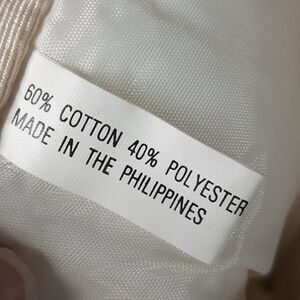 60% COTTON 40% POLYESTER
MADE IN THE PHILIPPINES